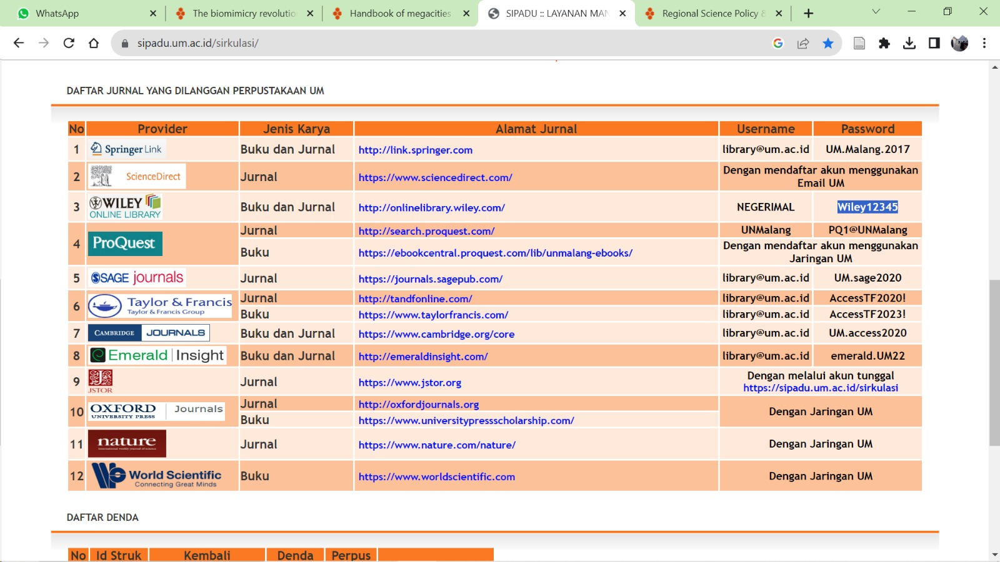 WhatsApp
The biomimicry revolutio
Handbook of megacities
SIPADU :: LAYANAN MAN
Regional Science Policy &
sipadu.um.ac.id/sirkulasi/
DAFTAR JURNAL YANG DILANGGAN PERPUSTAKAAN UM
No Provider Jenis Karya Alamat Jurnal Username Password
1 Springer Link Buku dan Jurnal http://link.springer.com library@um.ac.id UM.Malang.2017
2 ScienceDirect Jurnal https://www.sciencedirect.com/ Dengan mendaftar akun menggunakan
Email UM
3 WILEY ONLINE LIBRARY Buku dan Jurnal http://onlinelibrary.wiley.com/ NEGERIMAL Wiley12345
4 ProQuest Jurnal http://search.proquest.com/ UNMalang PQ1@UNMalang
Buku https://ebookcentral.proquest.com/lib/unmalang-ebooks/ Dengan mendaftar akun menggunakan
Jaringan UM
5 SAGE journals Jurnal https://journals.sagepub.com/ library@um.ac.id UM.sage2020
6 Taylor & Francis Jurnal http://tandfonline.com/ library@um.ac.id AccessTF2020!
Taylor & Francis Group Buku https://www.taylorfrancis.com/ library@um.ac.id AccessTF2023!
7 CAMBRIDGE JOURNALS Buku dan Jurnal https://www.cambridge.org/core library@um.ac.id UM.access2020
8 Emerald Insight Buku dan Jurnal http://emeraldinsight.com/ library@um.ac.id emerald.UM22
9 JSTOR Jurnal https://www.jstor.org Dengan melalui akun tunggal
https://sipadu.um.ac.id/sirkulasi
10 OXFORD UNIVERSITY PRESS Journals Jurnal http://oxfordjournals.org Dengan Jaringan UM
Buku https://www.universitypressscholarship.com/
11 nature International weekly journal of science Jurnal https://www.nature.com/nature/ Dengan Jaringan UM
12 World Scientific Connecting Great Minds Buku https://www.worldscientific.com Dengan Jaringan UM
DAFTAR DENDA
No Id Struk Kembali Denda Perpus